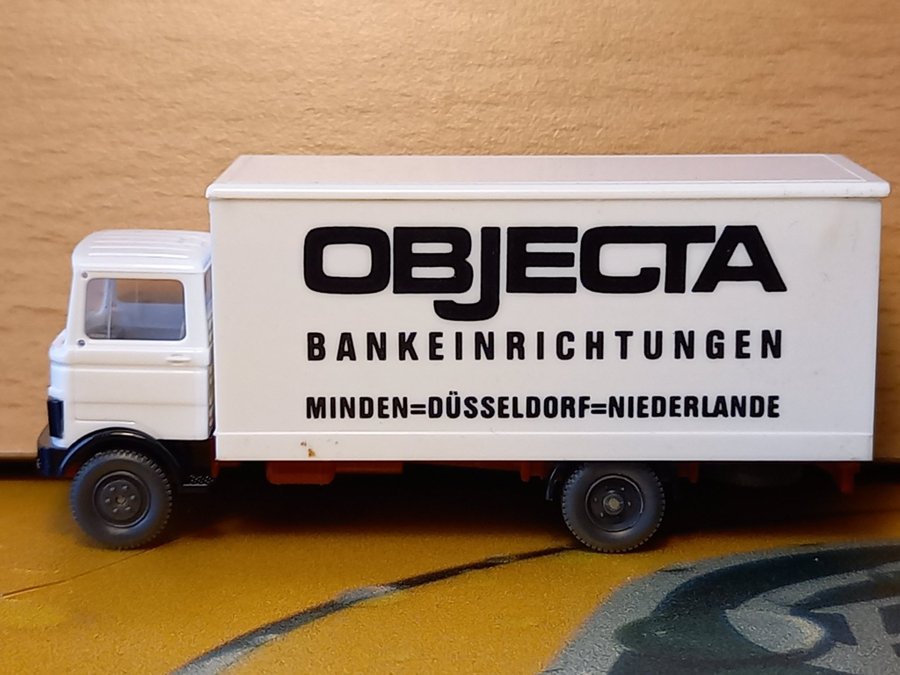 OBJECTA
BANKEINRICHTUNGEN
MINDEN=DÜSSELDORF=NIEDERLANDE